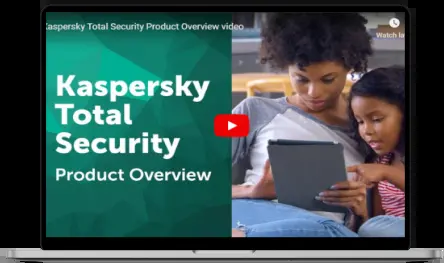 Kaspersky Total Security Product Overview video
Watch la
Kaspersky
Total
Security
Product Overview